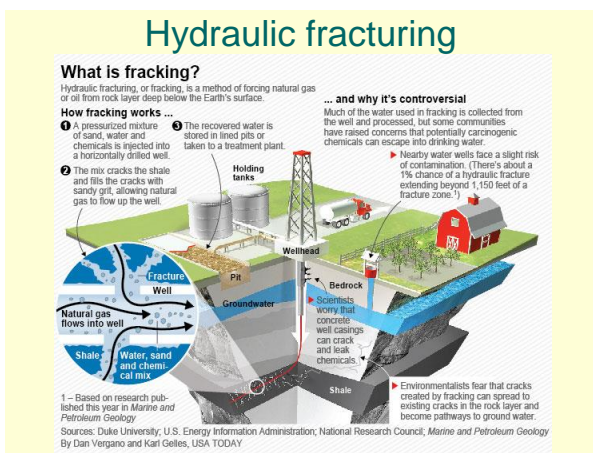 Hydraulic fracturing
What is fracking?
Hydraulic fracturing, or fracking, is a method of forcing natural gas
or oil from rock layer deep below the Earth's surface.
How fracking works ...
1 A pressurized mixture
of sand, water and
chemicals is injected into
a horizontally drilled well.
2 The mix cracks the shale
and fills the cracks with
sandy grit, allowing natural
gas to flow up the well.
3 The recovered water is
stored in lined pits or
taken to a treatment plant.
... and why it's controversial
Much of the water used in fracking is collected from
the well and processed, but some communities
have raised concerns that potentially carcinogenic
chemicals can escape into drinking water.
Nearby water wells face a slight risk
of contamination. (There's about a
1% chance of a hydraulic fracture
extending beyond 1,150 feet of a
fracture zone.¹)
Holding
tanks
Wellhead
Pit
Bedrock
Groundwater
Fracture
Well
Natural gas
flows into well
Shale
Water, sand
and chemi-
cal mix
Scientists
worry that
concrete
well casings
can crack
and leak
chemicals.
Shale
Environmentalists fear that cracks
created by fracking can spread to
existing cracks in the rock layer and
become pathways to ground water.
1 – Based on research pub-
lished this year in Marine and
Petroleum Geology
Sources: Duke University; U.S. Energy Information Administration; National Research Council; Marine and Petroleum Geology
By Dan Vergano and Karl Gelles, USA TODAY